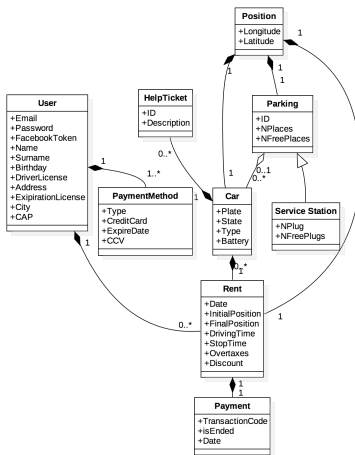 Position
+Longitude
+Latitude
1
1
1
User
+Email
+Password
+FacebookToken
+Name
+Surname
+Birthday
+DriverLicense
+Address
+ExipirationLicense
+City
+CAP
HelpTicket
+ID
+Description
Parking
+ID
+NPlaces
+NFreePlaces
1
1
0..*
0..1
0..*
1
1..*
PaymentMethod
+Type
+CreditCard
+ExpireDate
+CCV
1
Car
+Plate
+State
+Type
+Battery
Service Station
+NPlug
+NFreePlugs
1
0..*
1
Rent
+Date
+InitialPosition
+FinalPosition
+DrivingTime
+StopTime
+Overtaxes
+Discount
0..*
1
1
1
Payment
+TransactionCode
+isEnded
+Date